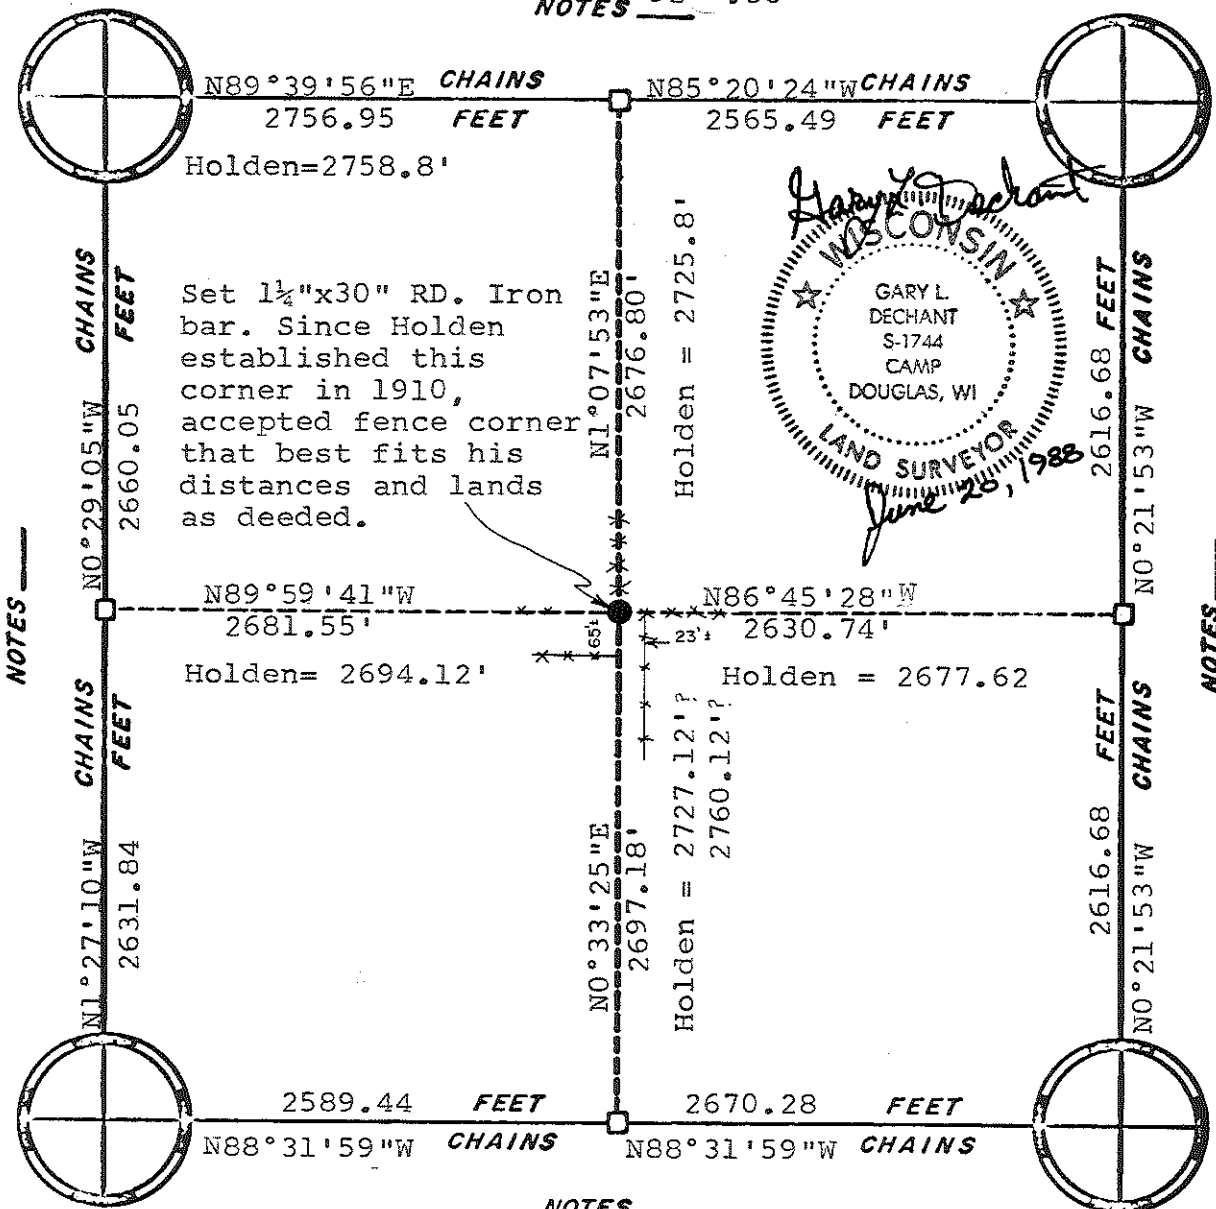 NOTES
N89°39'56"E CHAINS
2756.95 FEET
Holden=2758.8'
N85°20'24"W CHAINS
2565.49 FEET
Gary L Dechant
WISCONSIN
GARY L.
DECHANT
S-1744
CAMP
DOUGLAS, WI
LAND SURVEYOR
June 20, 1988
CHAINS
FEET
N0°29'05"W
2660.05
Set 1¼"x30" RD. Iron
bar. Since Holden
established this
corner in 1910,
accepted fence corner
that best fits his
distances and lands
as deeded.
N1°07'53"E
2676.80'
Holden = 2725.8'
2616.68 FEET
N0°21'53"W CHAINS
NOTES
N89°59'41"W
2681.55'
Holden= 2694.12'
65'±
23'±
N86°45'28"W
2630.74'
Holden = 2677.62
NOTES
N1°27'10"W CHAINS
2631.84 FEET
N0°33'25"E
2697.18'
Holden = 2727.12'?
2760.12'?
2616.68 FEET
N0°21'53"W CHAINS
2589.44 FEET
N88°31'59"W CHAINS
2670.28 FEET
N88°31'59"W CHAINS
NOTES